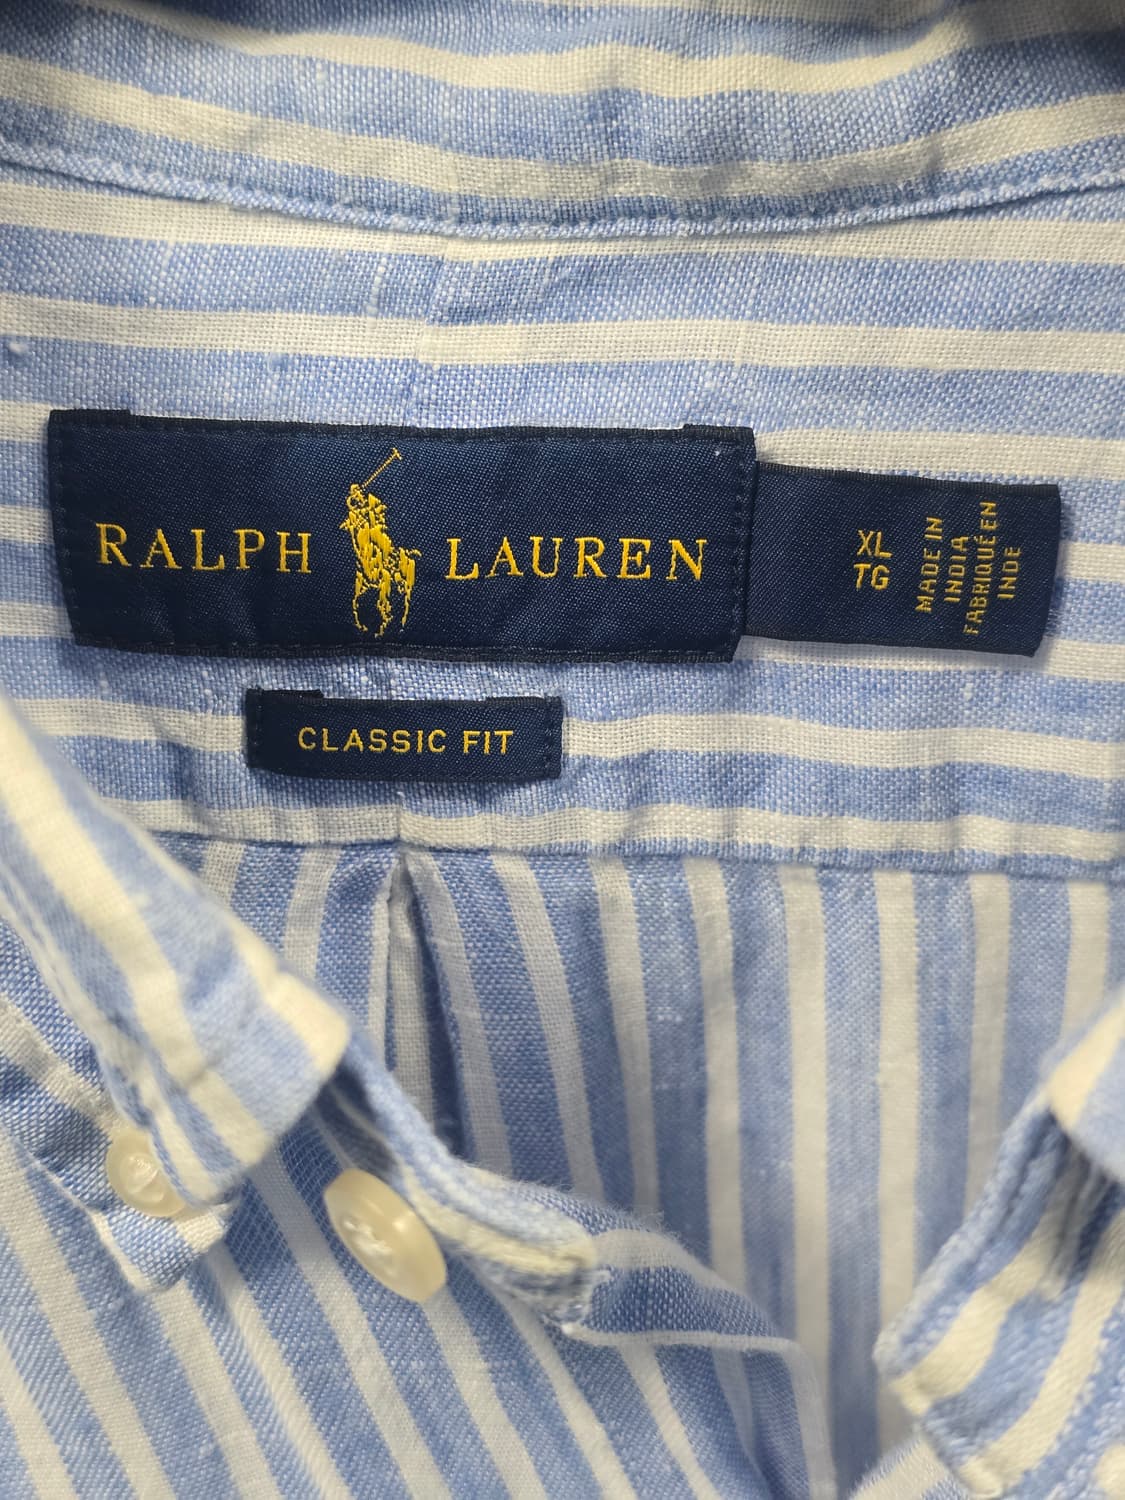 RALPH LAUREN
XL
TG
MADE IN
INDIA
FABRIQUÉ EN
INDE
CLASSIC FIT